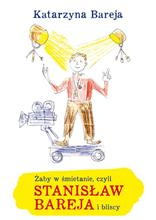 Katarzyna Bareja
Żaby w śmietanie, czyli
STANISŁAW
BAREJA i bliscy